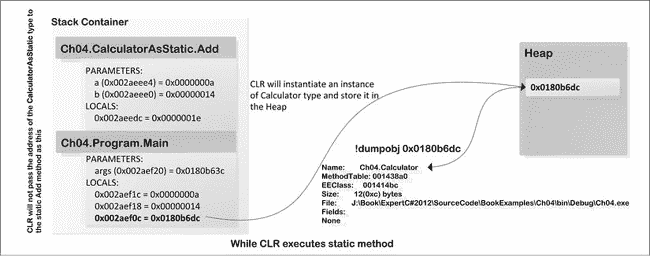 CLR will not pass the address of the CalculatorAsStatic type to
the static Add method as this
Stack Container
Ch04.CalculatorAsStatic.Add
PARAMETERS:
a (0x002aeee4) = 0x0000000a
b (0x002aeee0) = 0x00000014
LOCALS:
0x002aeedc = 0x0000001e
Ch04.Program.Main
PARAMETERS:
args (0x002aef20) = 0x0180b63c
LOCALS:
0x002aef1c = 0x0000000a
0x002aef18 = 0x00000014
0x002aef0c = 0x0180b6dc
CLR will instantiate an instance
of Calculator type and store it in
the Heap
Heap
0x0180b6dc
!dumpobj 0x0180b6dc
Name: Ch04.Calculator
MethodTable: 001438a0
EEClass: 001414bc
Size: 12(0xc) bytes
File: J:\Book\ExpertC#2012\SourceCode\BookExamples\Ch04\bin\Debug\Ch04.exe
Fields:
None
While CLR executes static method